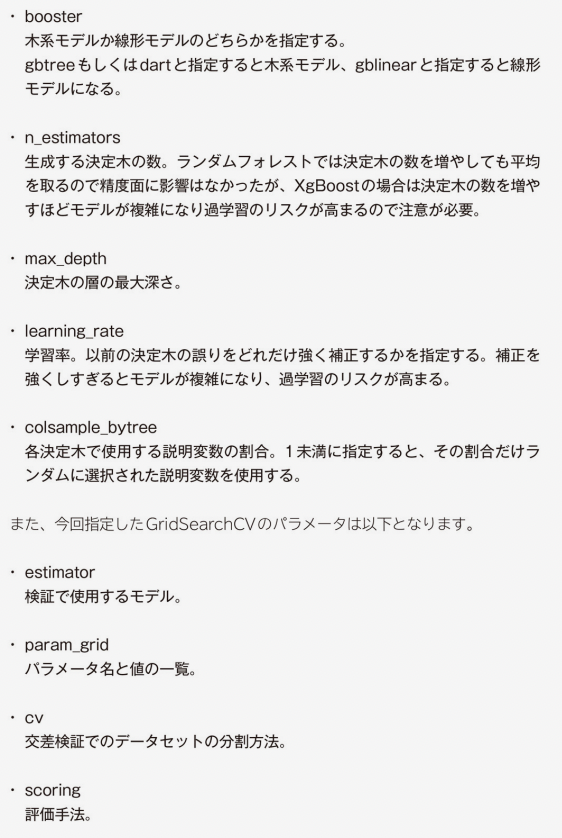 ・ booster
木系モデルか線形モデルのどちらかを指定する。
gbtreeもしくはdartと指定すると木系モデル、gblinearと指定すると線形
モデルになる。
・ n_estimators
生成する決定木の数。ランダムフォレストでは決定木の数を増やしても平均
を取るので精度面に影響はなかったが、XgBoostの場合は決定木の数を増や
すほどモデルが複雑になり過学習のリスクが高まるので注意が必要。
・ max_depth
決定木の層の最大深さ。
・ learning_rate
学習率。以前の決定木の誤りをどれだけ強く補正するかを指定する。補正を
強くしすぎるとモデルが複雑になり、過学習のリスクが高まる。
・ colsample_bytree
各決定木で使用する説明変数の割合。1未満に指定すると、その割合だけラ
ンダムに選択された説明変数を使用する。
また、今回指定したGridSearchCVのパラメータは以下となります。
・ estimator
検証で使用するモデル。
・ param_grid
パラメータ名と値の一覧。
・ cv
交差検証でのデータセットの分割方法。
・ scoring
評価手法。